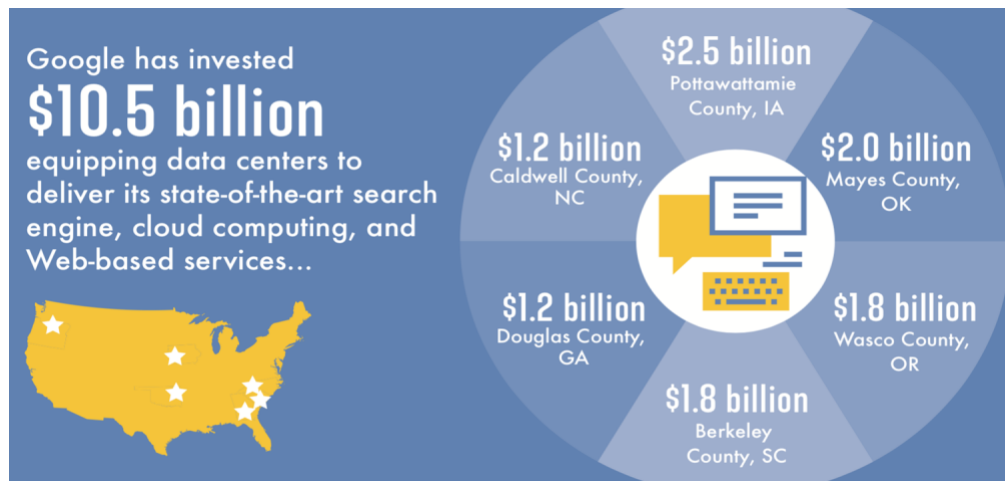 Google has invested
$10.5 billion
equipping data centers to
deliver its state-of-the-art search
engine, cloud computing, and
Web-based services...
$2.5 billion
Pottawattamie
County, IA
$2.0 billion
Mayes County,
OK
$1.8 billion
Wasco County,
OR
$1.8 billion
Berkeley
County, SC
$1.2 billion
Douglas County,
GA
$1.2 billion
Caldwell County,
NC